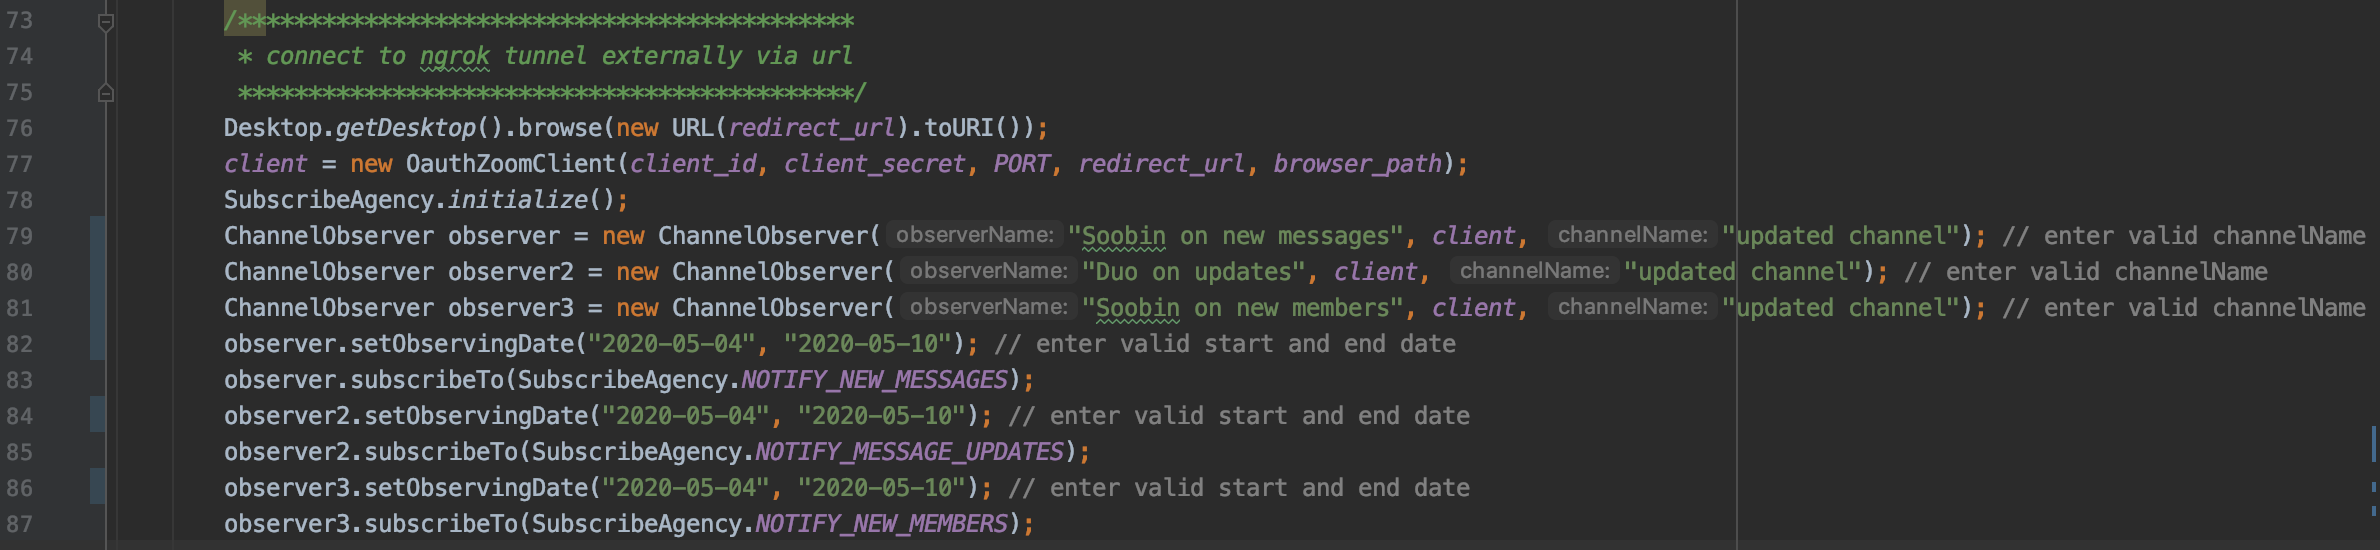 73 /********************************************
74 * connect to ngrok tunnel externally via url
75 ********************************************/
76 Desktop.getDesktop().browse(new URL(redirect_url).toURI());
77 client = new OauthZoomClient(client_id, client_secret, PORT, redirect_url, browser_path);
78 SubscribeAgency.initialize();
79 ChannelObserver observer = new ChannelObserver( observerName: "Soobin on new messages", client, channelName: "updated channel"); // enter valid channelName
80 ChannelObserver observer2 = new ChannelObserver( observerName: "Duo on updates", client, channelName: "updated channel"); // enter valid channelName
81 ChannelObserver observer3 = new ChannelObserver( observerName: "Soobin on new members", client, channelName: "updated channel"); // enter valid channelName
82 observer.setObservingDate("2020-05-04", "2020-05-10"); // enter valid start and end date
83 observer.subscribeTo(SubscribeAgency.NOTIFY_NEW_MESSAGES);
84 observer2.setObservingDate("2020-05-04", "2020-05-10"); // enter valid start and end date
85 observer2.subscribeTo(SubscribeAgency.NOTIFY_MESSAGE_UPDATES);
86 observer3.setObservingDate("2020-05-04", "2020-05-10"); // enter valid start and end date
87 observer3.subscribeTo(SubscribeAgency.NOTIFY_NEW_MEMBERS);